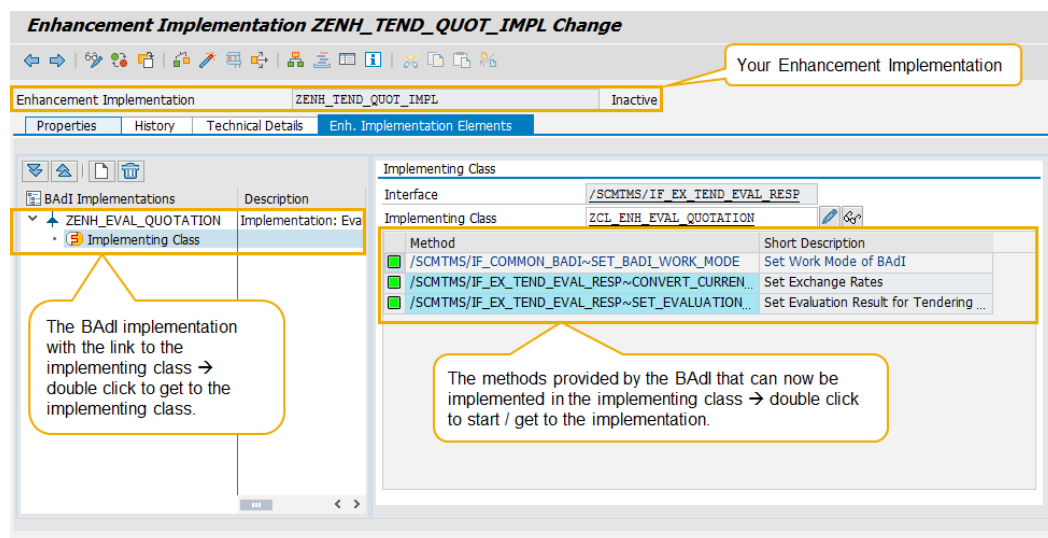 Enhancement Implementation ZENH_TEND_QUOT_IMPL Change
Your Enhancement Implementation
Enhancement Implementation ZENH_TEND_QUOT_IMPL Inactive
Properties History Technical Details Enh. Implementation Elements
Implementing Class
BAdI Implementations Description
Interface /SCMTMS/IF_EX_TEND_EVAL_RESP
ZENH_EVAL_QUOTATION Implementation: Eva
Implementing Class ZCL_ENH_EVAL_QUOTATION
Implementing Class
Method Short Description
/SCMTMS/IF_COMMON_BADI~SET_BADI_WORK_MODE Set Work Mode of BAdI
/SCMTMS/IF_EX_TEND_EVAL_RESP~CONVERT_CURREN... Set Exchange Rates
/SCMTMS/IF_EX_TEND_EVAL_RESP~SET_EVALUATION_... Set Evaluation Result for Tendering ...
The BAdI implementation
with the link to the
implementing class →
double click to get to the
implementing class.
The methods provided by the BAdI that can now be
implemented in the implementing class → double click
to start / get to the implementation.